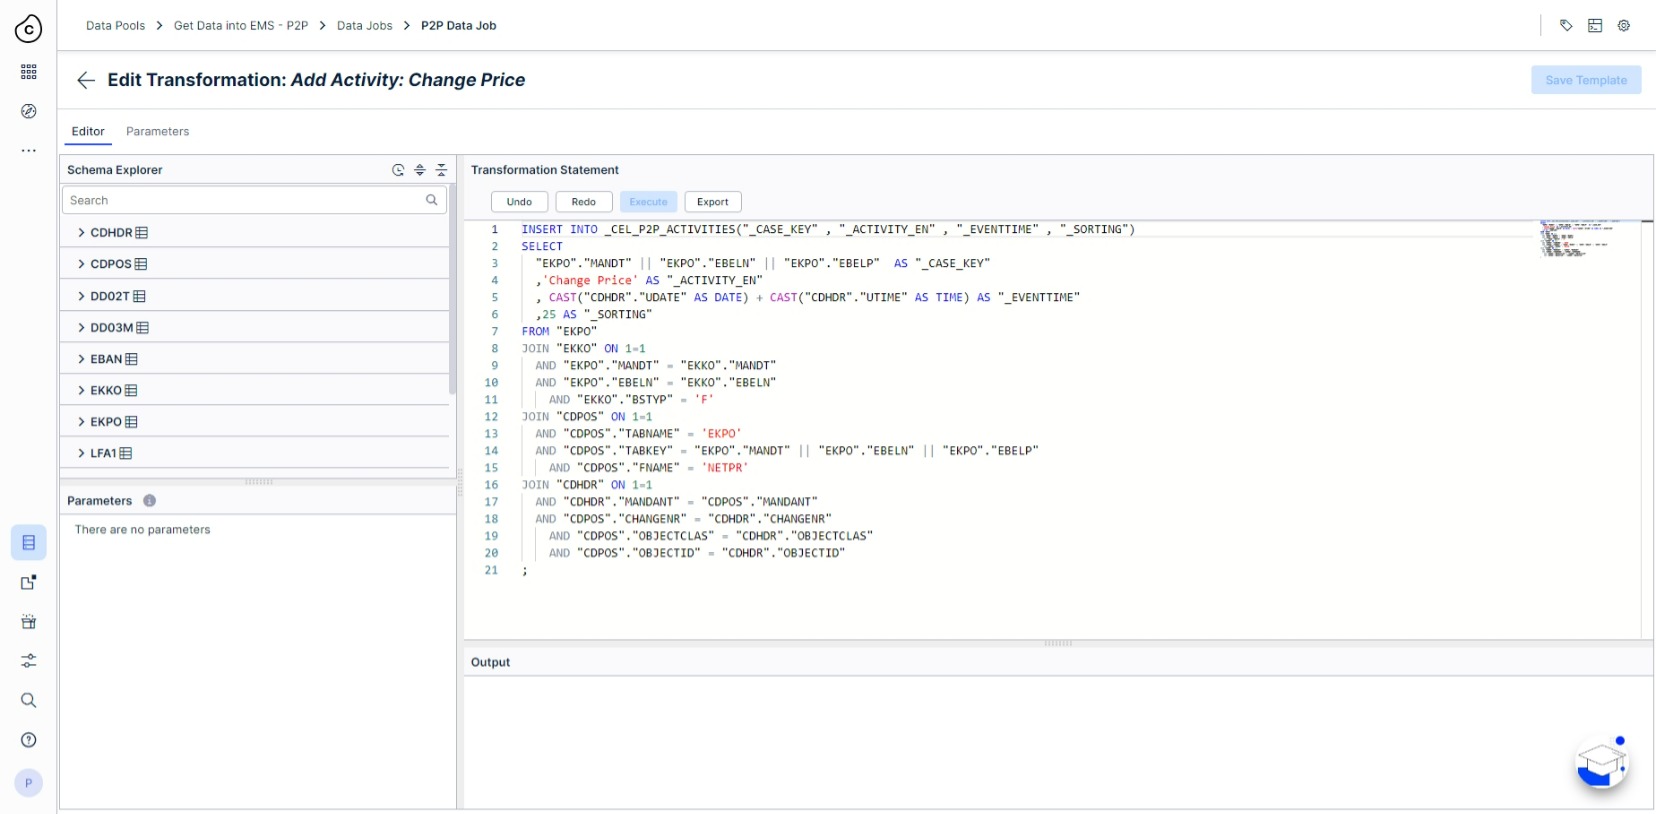 C
Data Pools > Get Data into EMS - P2P > Data Jobs > P2P Data Job
Edit Transformation: Add Activity: Change Price
Save Template
Editor Parameters
Schema Explorer
Search
CDHDR
CDPOS
DD02T
DD03M
EBAN
EKKO
EKPO
LFA1
Parameters
There are no parameters
P
Transformation Statement
Undo Redo Execute Export
1 INSERT INTO _CEL_P2P_ACTIVITIES("_CASE_KEY" , "_ACTIVITY_EN" , "_EVENTTIME" , "_SORTING")
2 SELECT
3 "EKPO"."MANDT" || "EKPO"."EBELN" || "EKPO"."EBELP"  AS "_CASE_KEY"
4 ,'Change Price' AS "_ACTIVITY_EN"
5 , CAST("CDHDR"."UDATE" AS DATE) + CAST("CDHDR"."UTIME" AS TIME) AS "_EVENTTIME"
6 ,25 AS "_SORTING"
7 FROM "EKPO"
8 JOIN "EKKO" ON 1=1
9 AND "EKPO"."MANDT" = "EKKO"."MANDT"
10 AND "EKPO"."EBELN" = "EKKO"."EBELN"
11 AND "EKKO"."BSTYP" = 'F'
12 JOIN "CDPOS" ON 1=1
13 AND "CDPOS"."TABNAME" = 'EKPO'
14 AND "CDPOS"."TABKEY" = "EKPO"."MANDT" || "EKPO"."EBELN" || "EKPO"."EBELP"
15 AND "CDPOS"."FNAME" = 'NETPR'
16 JOIN "CDHDR" ON 1=1
17 AND "CDHDR"."MANDANT" = "CDPOS"."MANDANT"
18 AND "CDPOS"."CHANGENR" = "CDHDR"."CHANGENR"
19 AND "CDPOS"."OBJECTCLAS" = "CDHDR"."OBJECTCLAS"
20 AND "CDPOS"."OBJECTID" = "CDHDR"."OBJECTID"
21 ;
Output